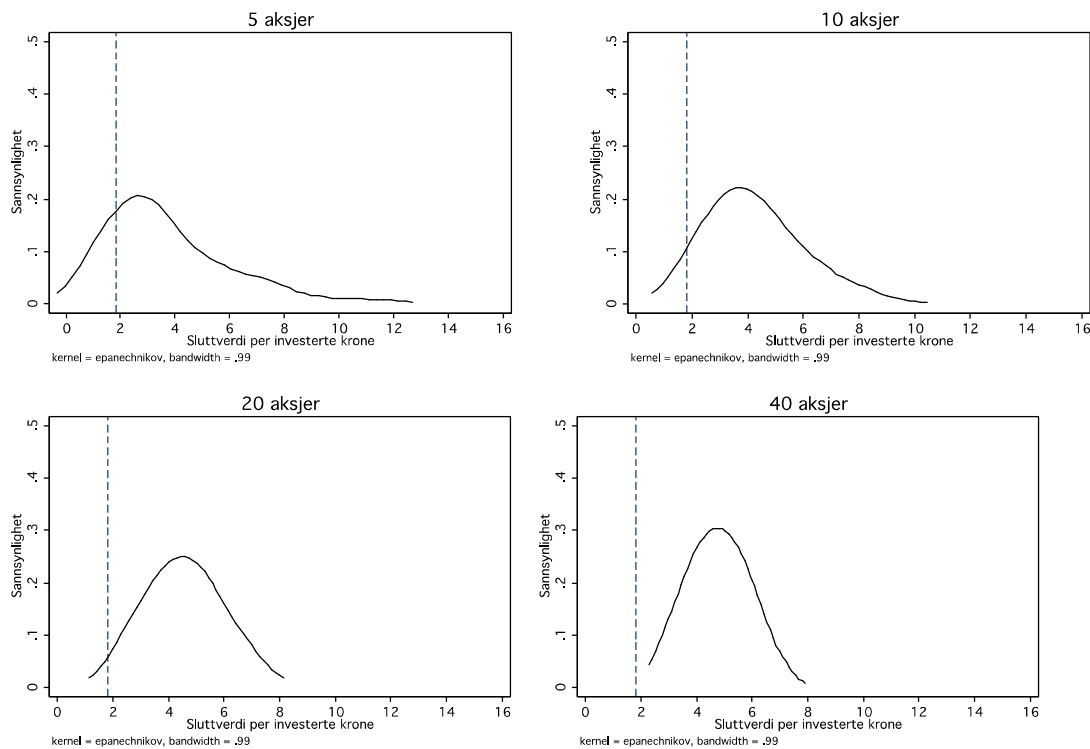 5 aksjer
Sannsynlighet
0 .1 .2 .3 .4 .5
0 2 4 6 8 10 12 14 16
Sluttverdi per investerte krone
kernel = epanechnikov, bandwidth = .99
10 aksjer
Sannsynlighet
0 .1 .2 .3 .4 .5
0 2 4 6 8 10 12 14 16
Sluttverdi per investerte krone
kernel = epanechnikov, bandwidth = .99
20 aksjer
Sannsynlighet
0 .1 .2 .3 .4 .5
0 2 4 6 8 10 12 14 16
Sluttverdi per investerte krone
kernel = epanechnikov, bandwidth = .99
40 aksjer
Sannsynlighet
0 .1 .2 .3 .4 .5
0 2 4 6 8 10 12 14 16
Sluttverdi per investerte krone
kernel = epanechnikov, bandwidth = .99